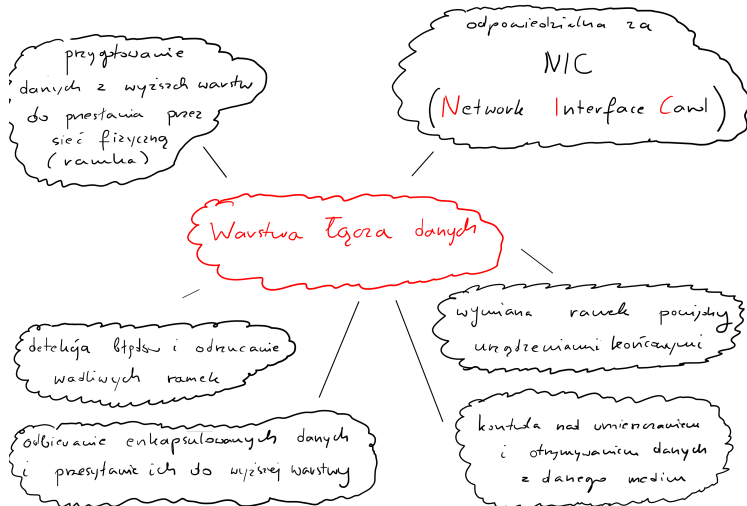 przygotowanie
danych z wyższch warstw
do przesłania przez
sieć fizyczną
(ramka)
odpowiedzialna za
NIC
(Network Interface Card)
Warstwa łącza danych
detekcja błędów i odrzucanie
wadliwych ramek
wymiana ramek pomiędzy
urządzeniami końcowymi
odbieranie enkapsulowanych danych
i przesyłanie ich do wyższej warstwy
kontrola nad umieszczaniem
i otrzymywaniem danych
z danego medium